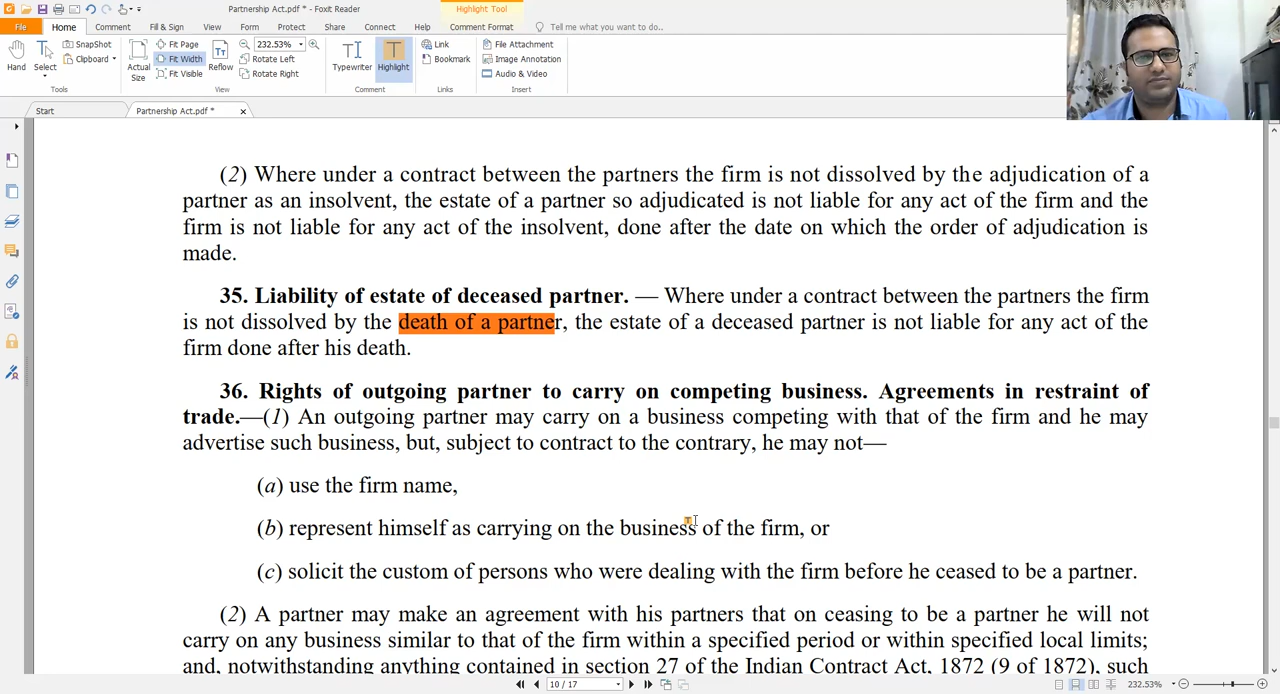 Partnership Act.pdf * - Foxit Reader
Highlight Tool
File Home Comment Fill & Sign View Form Protect Share Connect Help Comment Format Tell me what you want to do...
Hand Select SnapShot Clipboard Actual Size Fit Page Fit Width Fit Visible Reflow 232.53% Rotate Left Rotate Right Typewriter Highlight Link Bookmark File Attachment Image Annotation Audio & Video
Tools View Comment Links Insert
Start Partnership Act.pdf *
(2) Where under a contract between the partners the firm is not dissolved by the adjudication of a
partner as an insolvent, the estate of a partner so adjudicated is not liable for any act of the firm and the
firm is not liable for any act of the insolvent, done after the date on which the order of adjudication is
made.
35. Liability of estate of deceased partner. — Where under a contract between the partners the firm
is not dissolved by the death of a partner, the estate of a deceased partner is not liable for any act of the
firm done after his death.
36. Rights of outgoing partner to carry on competing business. Agreements in restraint of
trade.—(1) An outgoing partner may carry on a business competing with that of the firm and he may
advertise such business, but, subject to contract to the contrary, he may not—
(a) use the firm name,
(b) represent himself as carrying on the business of the firm, or
(c) solicit the custom of persons who were dealing with the firm before he ceased to be a partner.
(2) A partner may make an agreement with his partners that on ceasing to be a partner he will not
carry on any business similar to that of the firm within a specified period or within specified local limits;
and, notwithstanding anything contained in section 27 of the Indian Contract Act, 1872 (9 of 1872), such
10 / 17 232.53%